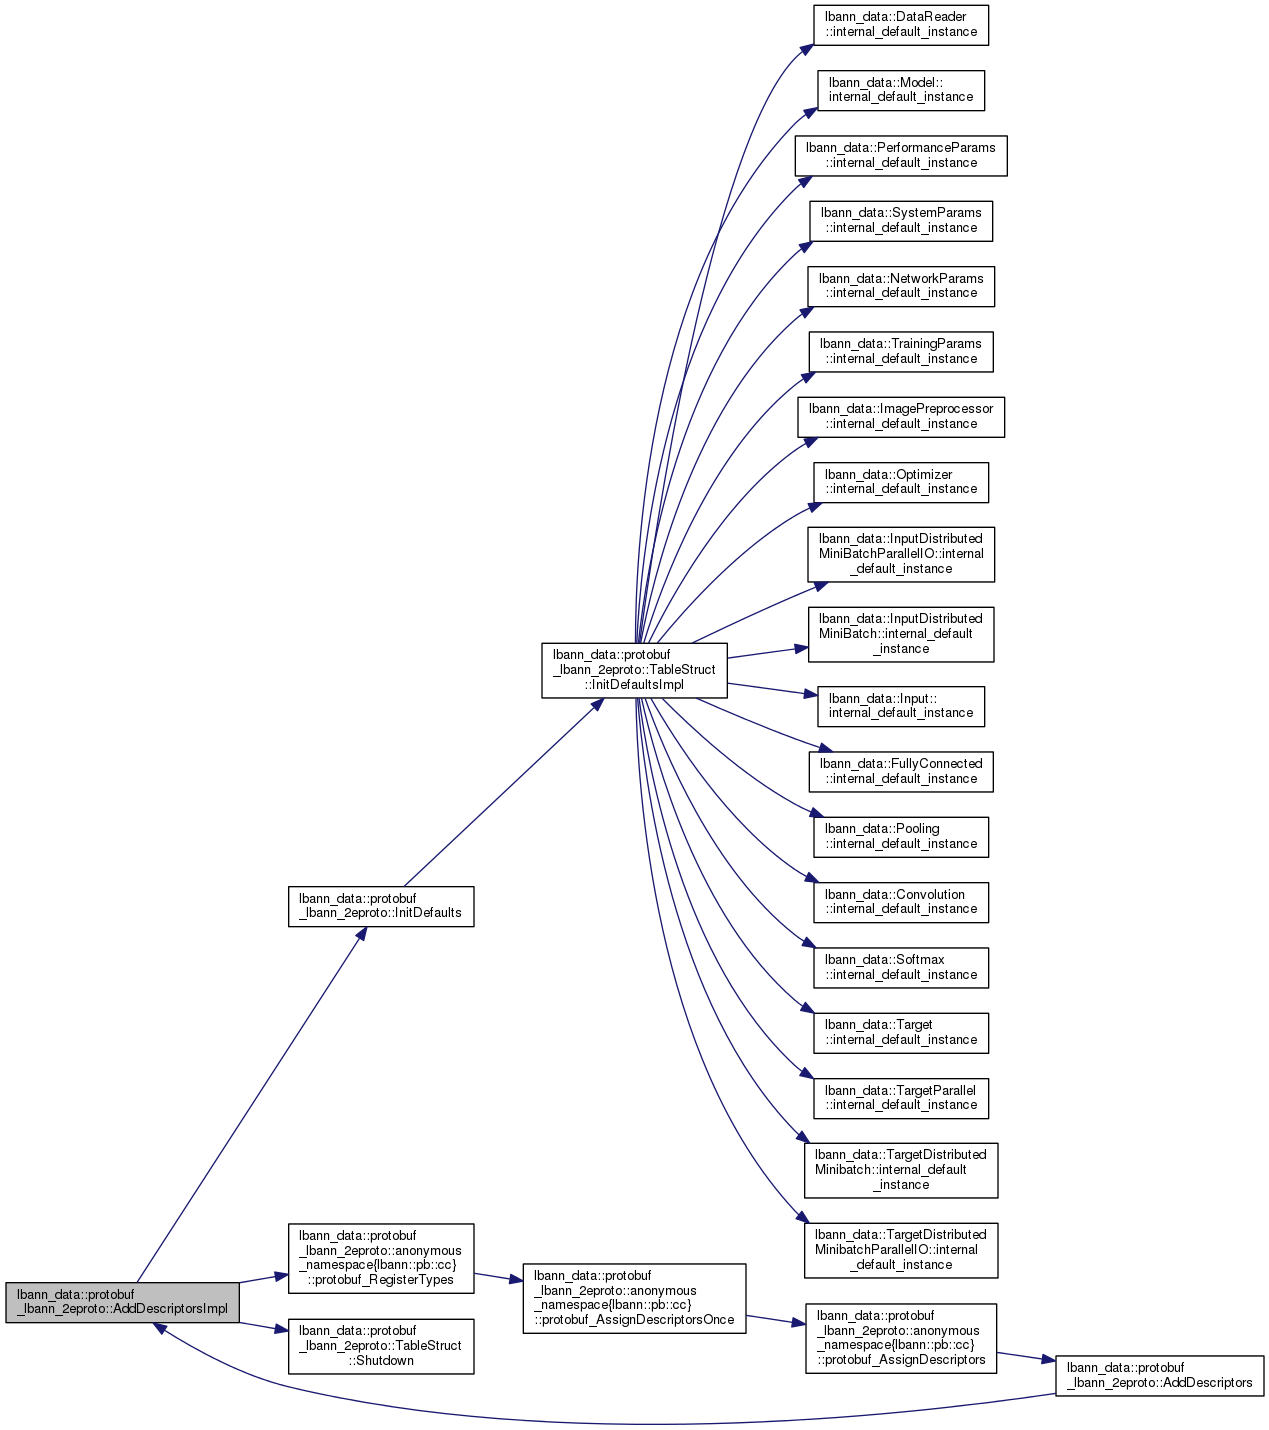 lbann_data::DataReader
::internal_default_instance
lbann_data::Model::
internal_default_instance
lbann_data::PerformanceParams
::internal_default_instance
lbann_data::SystemParams
::internal_default_instance
lbann_data::NetworkParams
::internal_default_instance
lbann_data::TrainingParams
::internal_default_instance
lbann_data::ImagePreprocessor
::internal_default_instance
lbann_data::Optimizer
::internal_default_instance
lbann_data::InputDistributed
MiniBatchParallelIO::internal
_default_instance
lbann_data::InputDistributed
MiniBatch::internal_default
_instance
lbann_data::protobuf
_lbann_2eproto::TableStruct
::InitDefaultsImpl
lbann_data::Input::
internal_default_instance
lbann_data::FullyConnected
::internal_default_instance
lbann_data::Pooling
::internal_default_instance
lbann_data::Convolution
::internal_default_instance
lbann_data::protobuf
_lbann_2eproto::InitDefaults
lbann_data::Softmax
::internal_default_instance
lbann_data::Target
::internal_default_instance
lbann_data::TargetParallel
::internal_default_instance
lbann_data::TargetDistributed
Minibatch::internal_default
_instance
lbann_data::TargetDistributed
MinibatchParallelIO::internal
_default_instance
lbann_data::protobuf
_lbann_2eproto::anonymous
_namespace{lbann::pb::cc}
::protobuf_RegisterTypes
lbann_data::protobuf
_lbann_2eproto::anonymous
_namespace{lbann::pb::cc}
::protobuf_AssignDescriptorsOnce
lbann_data::protobuf
_lbann_2eproto::AddDescriptorsImpl
lbann_data::protobuf
_lbann_2eproto::anonymous
_namespace{lbann::pb::cc}
::protobuf_AssignDescriptors
lbann_data::protobuf
_lbann_2eproto::TableStruct
::Shutdown
lbann_data::protobuf
_lbann_2eproto::AddDescriptors